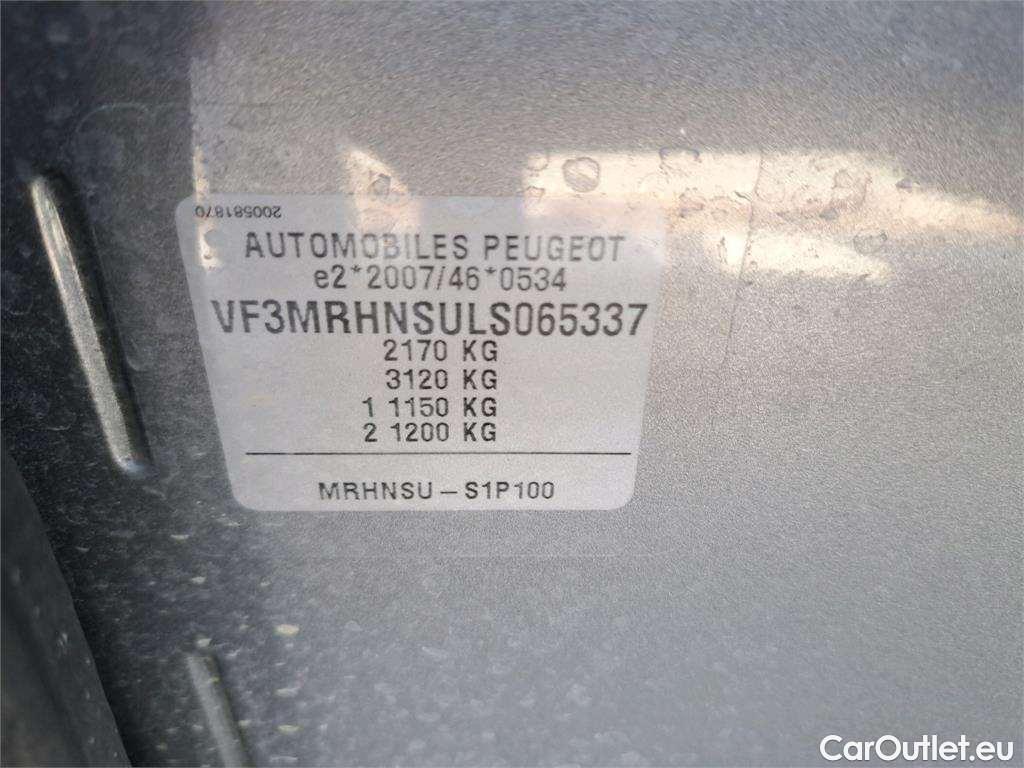 200581870
AUTOMOBILES PEUGEOT
e2*2007/46*0534
VF3MRHNSULS065337
2170 KG
3120 KG
1 1150 KG
2 1200 KG
MRHNSU – S1P100
CarOutlet.eu